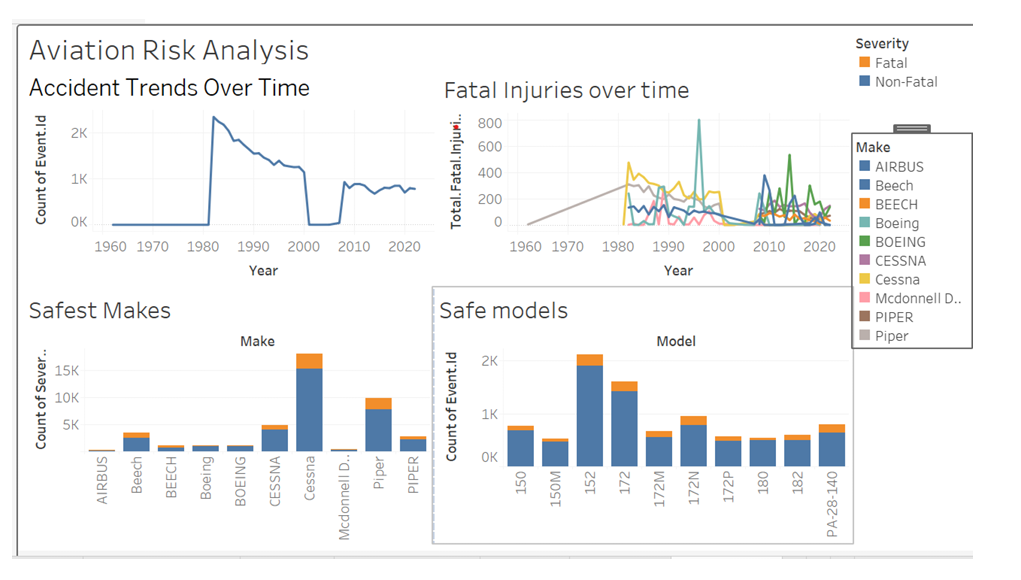 Aviation Risk Analysis
Accident Trends Over Time
Count of Event.Id
2K
1K
0K
1960 1970 1980 1990 2000 2010 2020
Year
Fatal Injuries over time
Total.Fatal.Injuri..
800
600
400
200
0
1960 1970 1980 1990 2000 2010 2020
Year
Severity
Fatal
Non-Fatal
Make
AIRBUS
Beech
BEECH
Boeing
BOEING
CESSNA
Cessna
Mcdonnell D..
PIPER
Piper
Safest Makes
Make
Count of Sever..
15K
10K
5K
AIRBUS
Beech
BEECH
Boeing
BOEING
CESSNA
Cessna
Mcdonnell D..
Piper
PIPER
Safe models
Model
Count of Event.Id
2K
1K
0K
150
150M
152
172
172M
172N
172P
180
182
PA-28-140